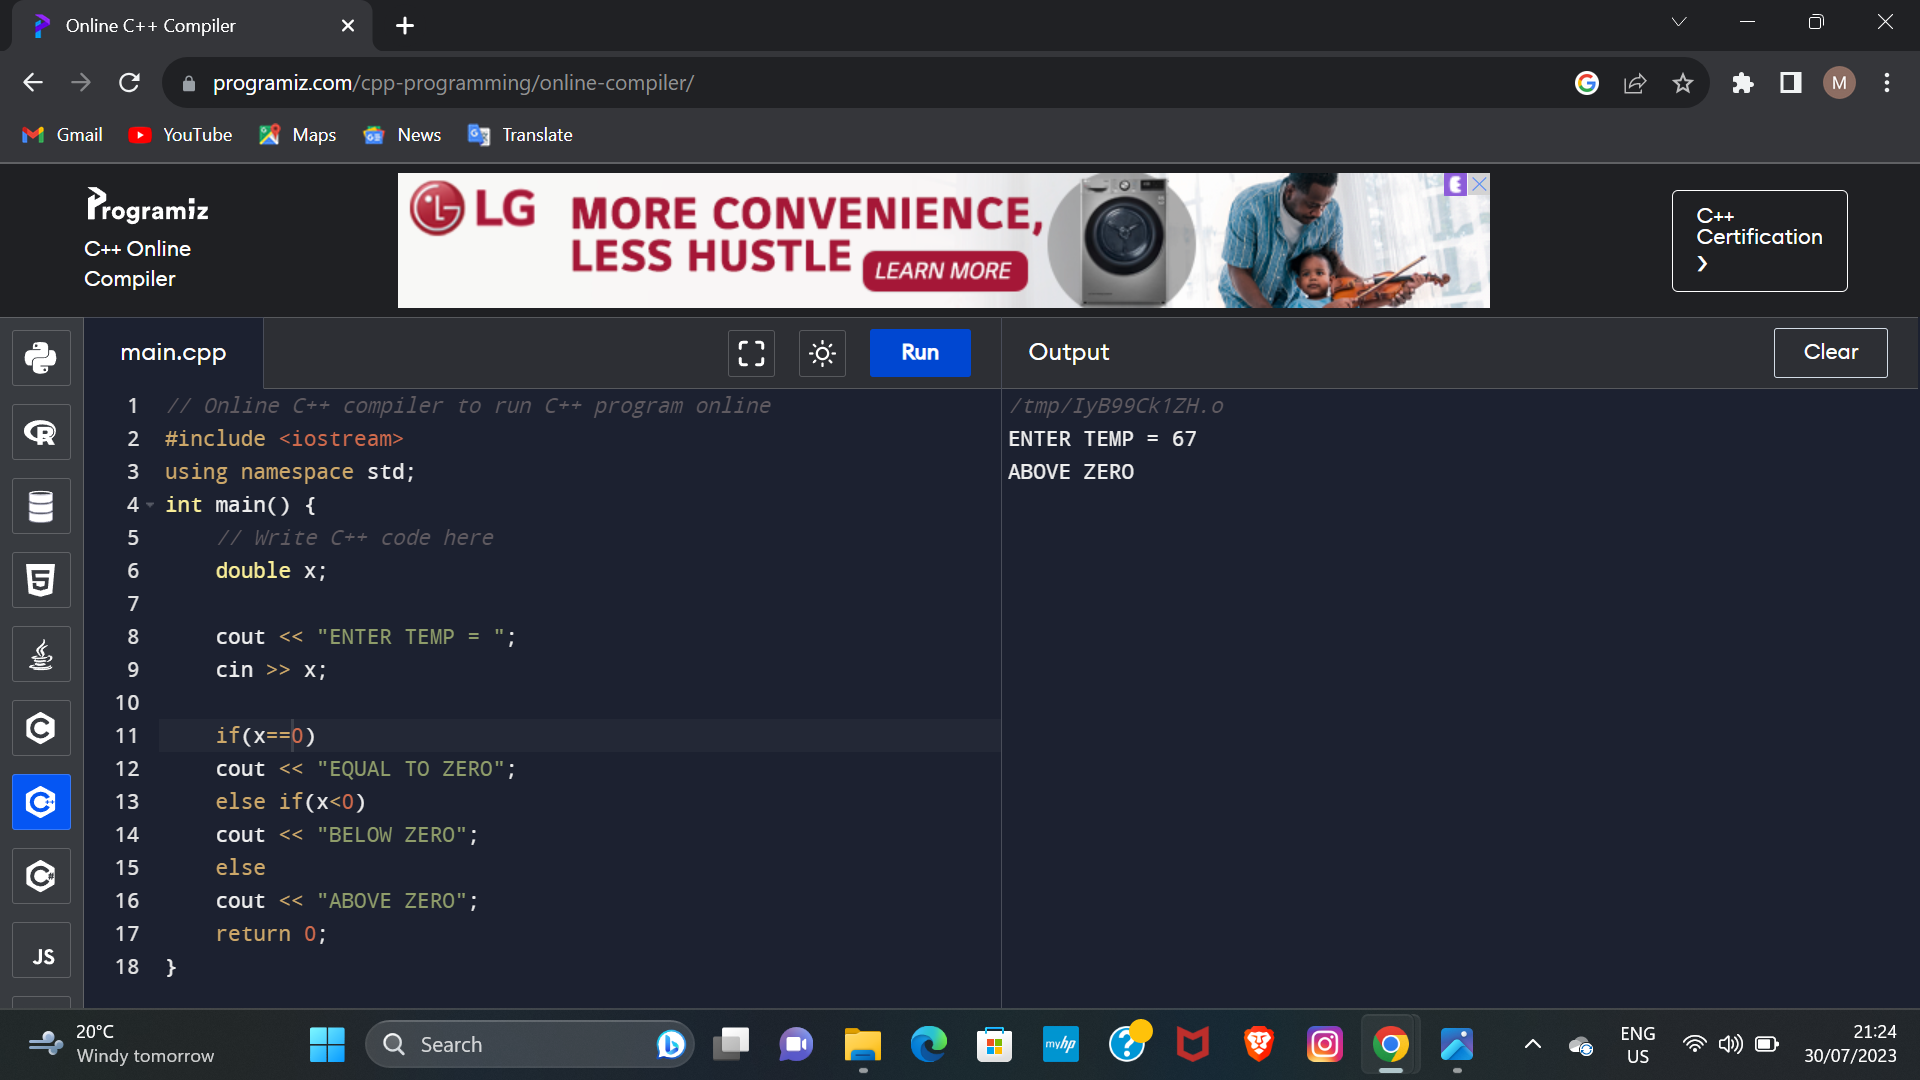 Online C++ Compiler
programiz.com/cpp-programming/online-compiler/
M
Gmail YouTube Maps News Translate
Programiz
C++ Online
Compiler
LG
MORE CONVENIENCE,
LESS HUSTLE
LEARN MORE
C++
Certification
main.cpp
Run
Output
Clear
1 // Online C++ compiler to run C++ program online
2 #include <iostream>
3 using namespace std;
4 int main() {
5 // Write C++ code here
6 double x;
7
8 cout << "ENTER TEMP = ";
9 cin >> x;
10
11 if(x==0)
12 cout << "EQUAL TO ZERO";
13 else if(x<0)
14 cout << "BELOW ZERO";
15 else
16 cout << "ABOVE ZERO";
17 return 0;
18 }
/tmp/IyB99Ck1ZH.o
ENTER TEMP = 67
ABOVE ZERO
JS
20°C
Windy tomorrow
Search
myhp
ENG
US
21:24
30/07/2023